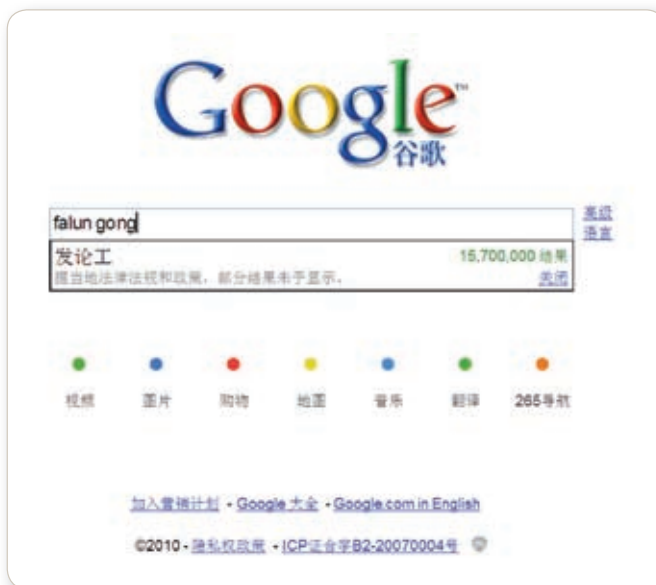 Google™
谷歌
falun gong
高级
语言
发论工 15,700,000 结果
据当地法律法规和政策,部分结果未予显示。 关闭
视频 图片 购物 地图 音乐 翻译 265导航
加入营销计划 - Google 大全 - Google.com in English
©2010 - 隐私权政策 - ICP证合字B2-20070004号